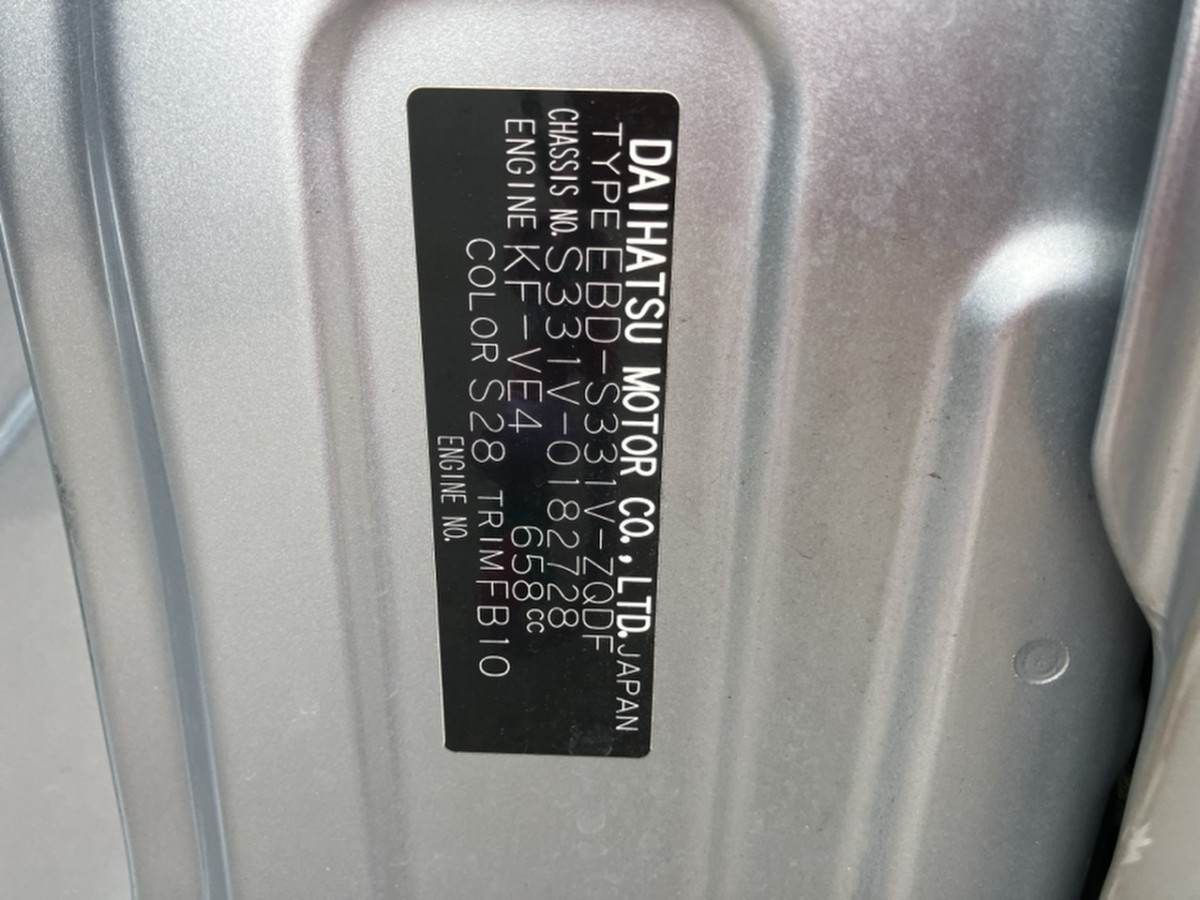 DAIHATSU MOTOR CO., LTD. JAPAN
TYPE EBD-S331V-ZQDF
CHASSIS NO. S331V-0182728
ENGINE KF-VE4 658cc
COLOR S28 TRIM FB10
ENGINE NO.